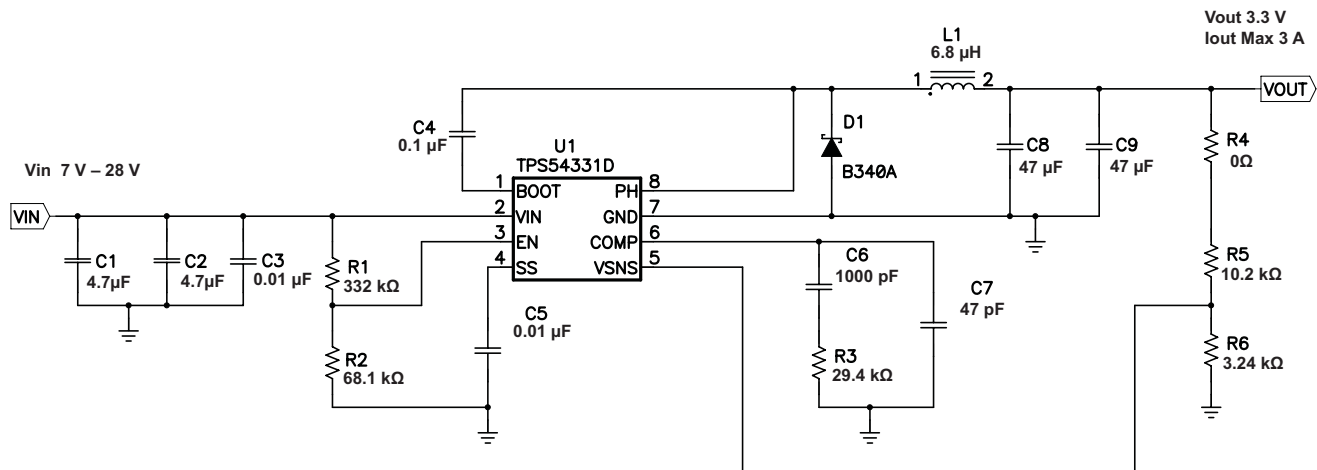 Vout 3.3 V
Iout Max 3 A
L1
6.8 µH
1 2
VOUT
C4
0.1 µF
D1
B340A
C8
47 µF
C9
47 µF
R4
0Ω
U1
TPS54331D
Vin 7 V – 28 V
1 BOOT PH 8
VIN
2 VIN GND 7
3 EN COMP 6
4 SS VSNS 5
C1
4.7µF
C2
4.7µF
C3
0.01 µF
R1
332 kΩ
C6
1000 pF
C7
47 pF
R5
10.2 kΩ
C5
0.01 µF
R2
68.1 kΩ
R3
29.4 kΩ
R6
3.24 kΩ